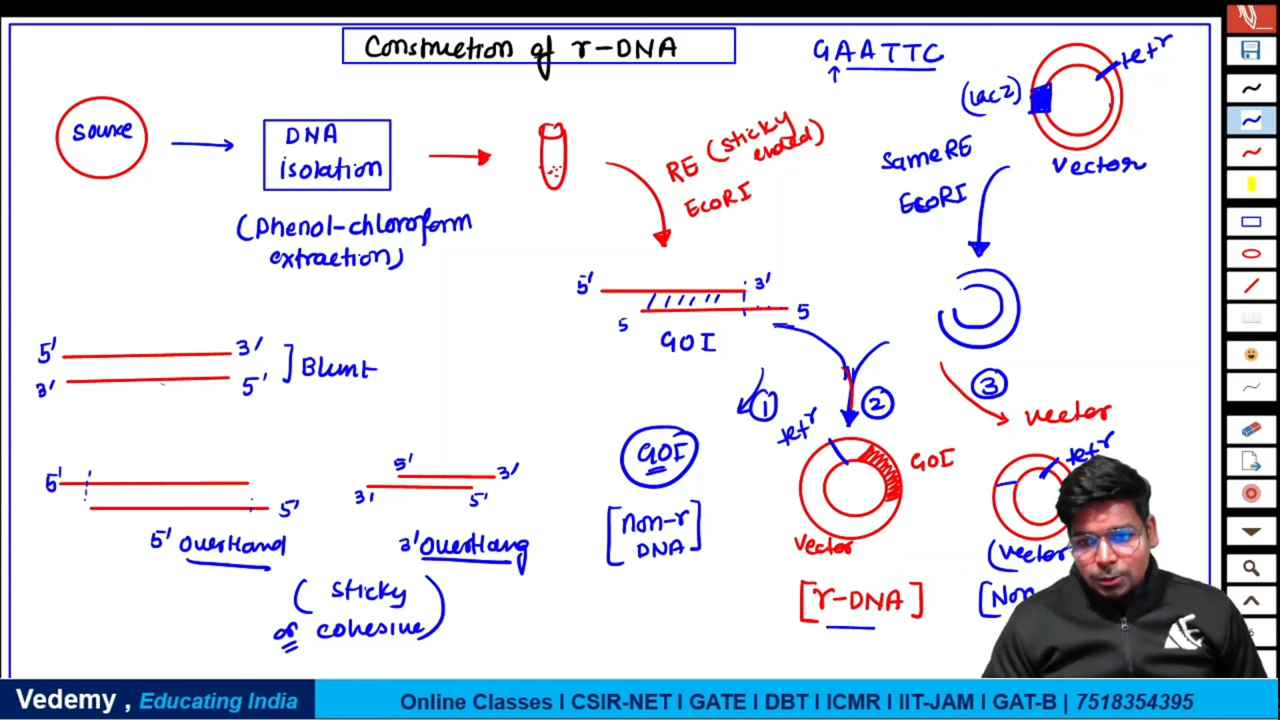 Construction of r-DNA
GAATTC
tetʳ
(lacZ)
Vector
Source
DNA
isolation
(Phenol-chloroform
extraction)
RE (sticky
ended)
EcoRI
Same RE
EcoRI
5' 3'
5 5
GOI
5' 3'
3' 5'
Blunt
5' 5'
5' OverHand
5' 3'
3' 5'
3' OverHang
(Sticky
or cohesive)
1
GOI
[Non-r
DNA]
2
tetʳ
GOI
Vector
[r-DNA]
3
Vector
tetʳ
(Vector
[Non-
Vedemy , Educating India
Online Classes I CSIR-NET I GATE I DBT I ICMR I IIT-JAM I GAT-B | 7518354395